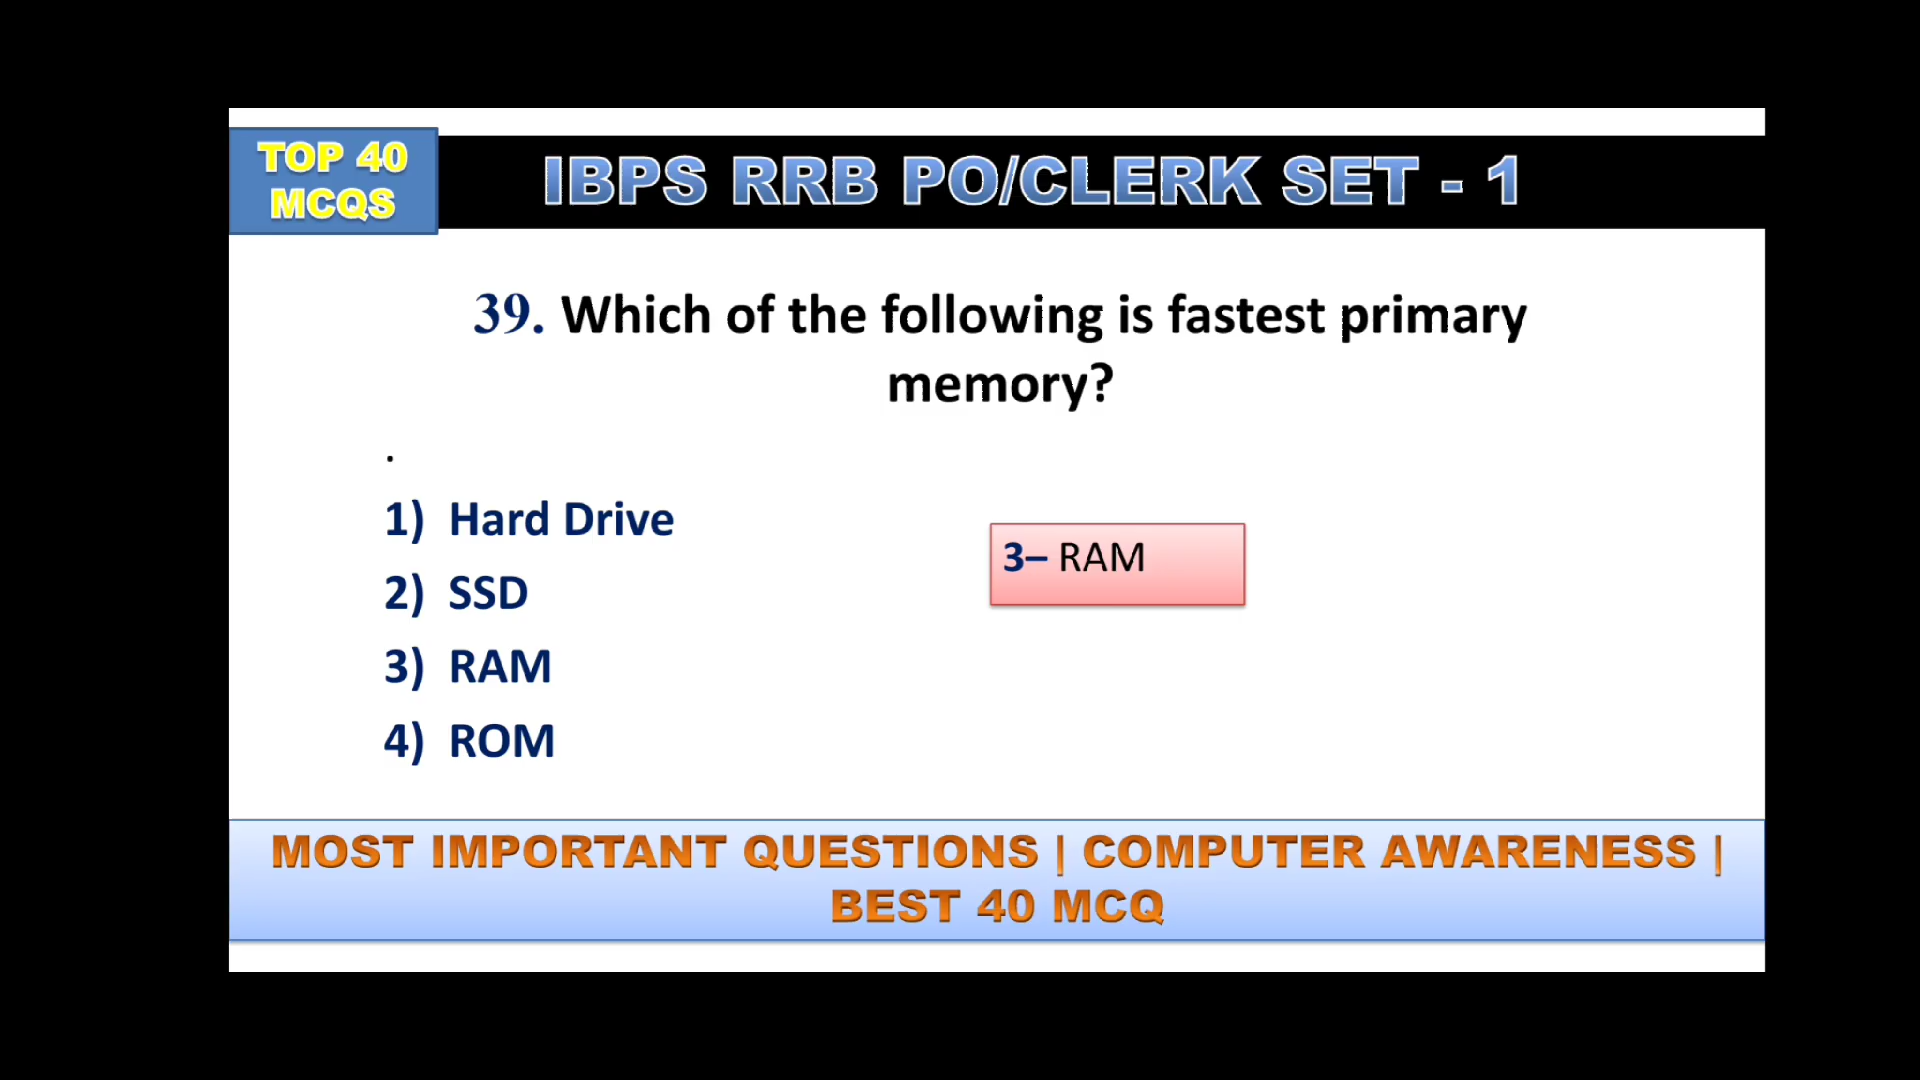 TOP 40
MCQS
IBPS RRB PO/CLERK SET - 1
39. Which of the following is fastest primary
memory?
.
1) Hard Drive
2) SSD
3) RAM
4) ROM
3– RAM
MOST IMPORTANT QUESTIONS | COMPUTER AWARENESS |
BEST 40 MCQ